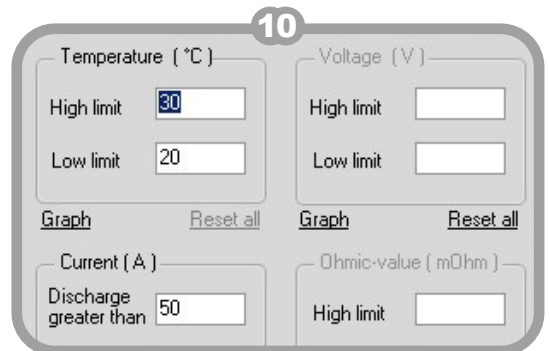 10
Temperature ( °C )
High limit 30
Low limit 20
Graph Reset all
Current ( A )
Discharge
greater than 50
Voltage ( V )
High limit
Low limit
Graph Reset all
Ohmic-value ( mOhm )
High limit